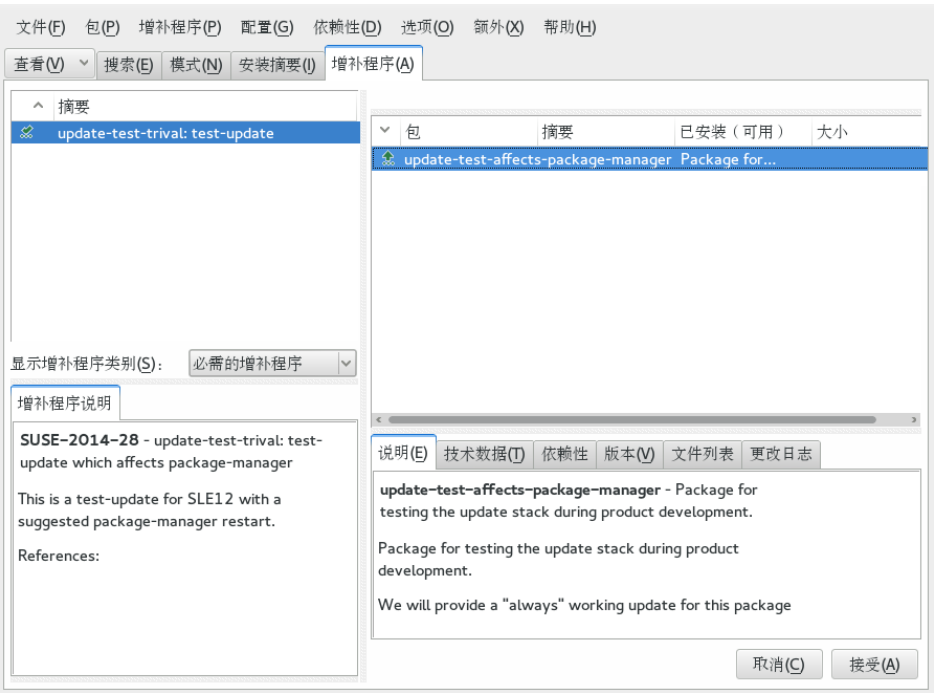 文件(F) 包(P) 增补程序(P) 配置(G) 依赖性(D) 选项(O) 额外(X) 帮助(H)
查看(V) 搜索(E) 模式(N) 安装摘要(I) 增补程序(A)
摘要
update-test-trival: test-update
显示增补程序类别(S): 必需的增补程序
增补程序说明
SUSE-2014-28 - update-test-trival: test-
update which affects package-manager
This is a test-update for SLE12 with a
suggested package-manager restart.
References:
包 摘要 已安装（可用） 大小
update-test-affects-package-manager Package for...
说明(E) 技术数据(T) 依赖性 版本(V) 文件列表 更改日志
update-test-affects-package-manager - Package for
testing the update stack during product development.
Package for testing the update stack during product
development.
We will provide a "always" working update for this package
取消(C) 接受(A)